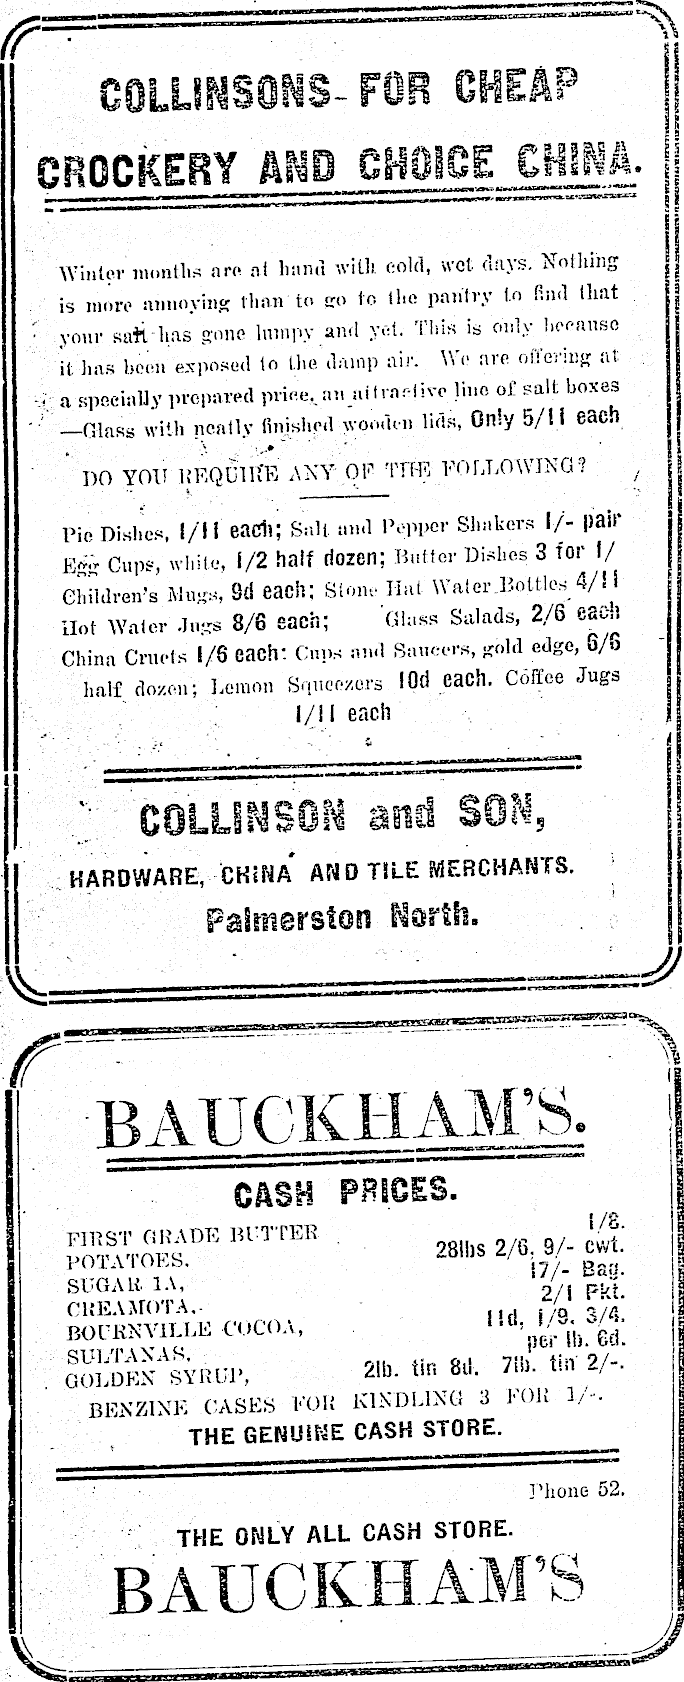 COLLINSONS- FOR CHEAP
CROCKERY AND CHOICE CHINA.
Winter months are at hand with cold, wet days. Nothing
is more annoying than to go to the pantry to find that
your salt has gone lumpy and yet. This is only because
it has been exposed to the damp air. We are offering at
a specially prepared price, an attractive line of salt boxes
—Glass with neatly finished wooden lids, Only 5/11 each
DO YOU REQUIRE ANY OF THE FOLLOWING?
Pie Dishes, 1/11 each; Salt and Pepper Shakers 1/- pair
Egg Cups, white, 1/2 half dozen; Butter Dishes 3 for 1/
Children's Mugs, 9d each; Stone Hat Water Bottles 4/11
Hot Water Jugs 8/6 each; Glass Salads, 2/6 each
China Cruets 1/6 each: Cups and Saucers, gold edge, 6/6
half dozen; Lemon Squeezers 10d each. Coffee Jugs
1/11 each
COLLINSON and SON,
HARDWARE, CHINA AND TILE MERCHANTS.
Palmerston North.
BAUCKHAM'S.
CASH PRICES.
FIRST GRADE BUTTER 1/8.
POTATOES. 28lbs 2/6, 9/- cwt.
SUGAR 1A, 17/- Bag.
CREAMOTA, 2/1 Pkt.
BOURNVILLE COCOA, 11d, 1/9, 3/4.
SULTANAS, per lb. 6d.
GOLDEN SYRUP, 2lb. tin 8d. 7lb. tin 2/-.
BENZINE CASES FOR KINDLING 3 FOR 1/-.
THE GENUINE CASH STORE.
Phone 52.
THE ONLY ALL CASH STORE.
BAUCKHAM'S